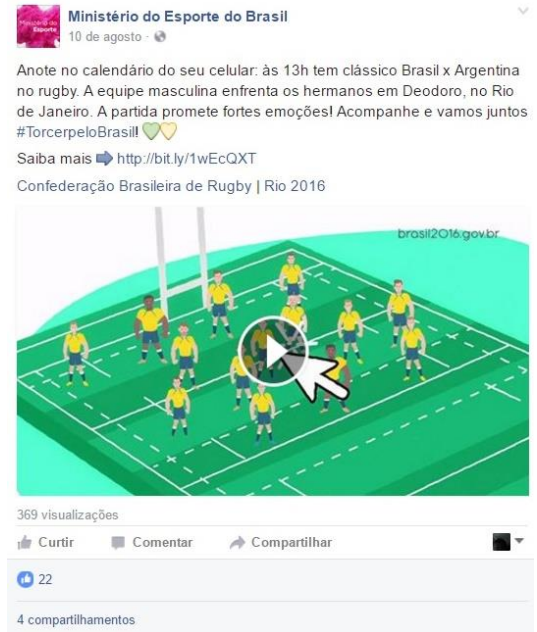 Ministério do Esporte
Ministério do Esporte do Brasil
10 de agosto ·
Anote no calendário do seu celular: às 13h tem clássico Brasil x Argentina
no rugby. A equipe masculina enfrenta os hermanos em Deodoro, no Rio
de Janeiro. A partida promete fortes emoções! Acompanhe e vamos juntos
#TorcerpeloBrasil! 💚💛
Saiba mais ➡ http://bit.ly/1wEcQXT
Confederação Brasileira de Rugby | Rio 2016
brasil2016.gov.br
369 visualizações
Curtir Comentar Compartilhar
22
4 compartilhamentos